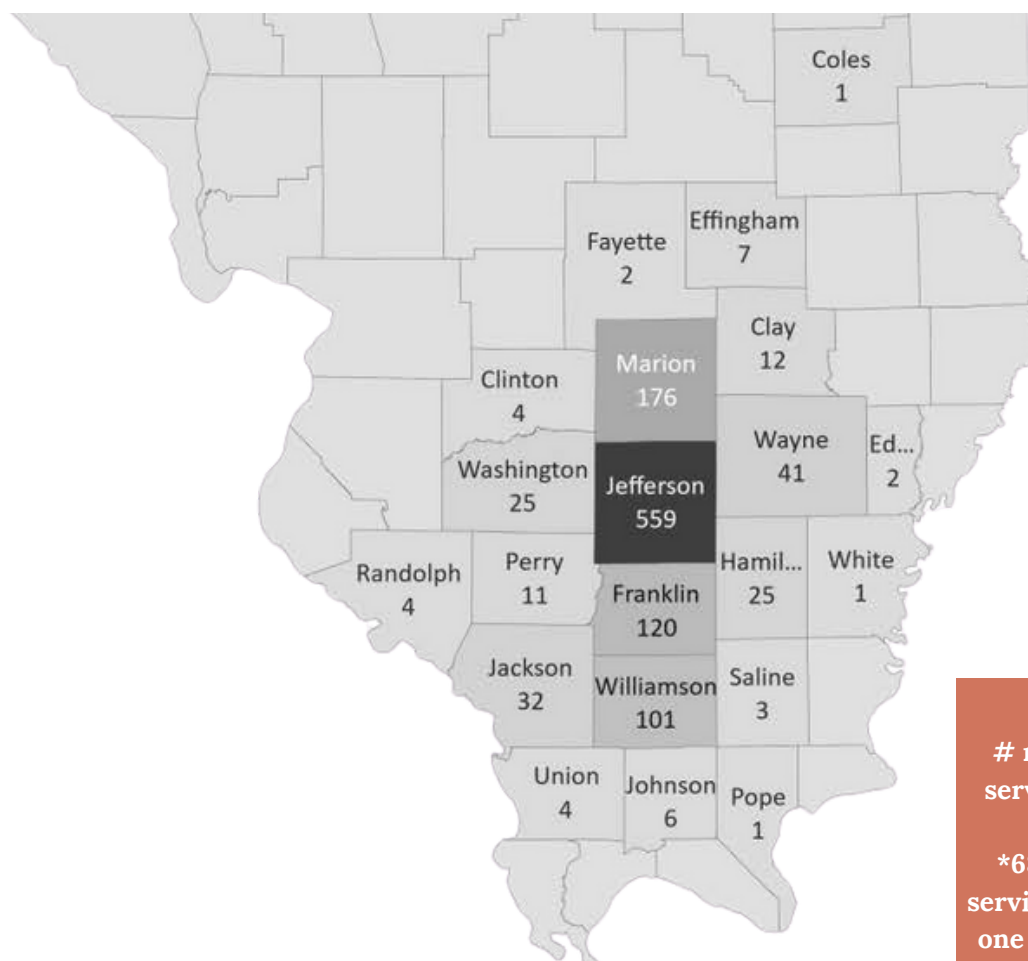 Coles
1
Effingham
7
Fayette
2
Clay
12
Marion
176
Clinton
4
Wayne
41
Ed...
2
Washington
25
Jefferson
559
Hamil...
25
White
1
Perry
11
Randolph
4
Franklin
120
Jackson
32
Williamson
101
Saline
3
Union
4
Johnson
6
Pope
1
#
one